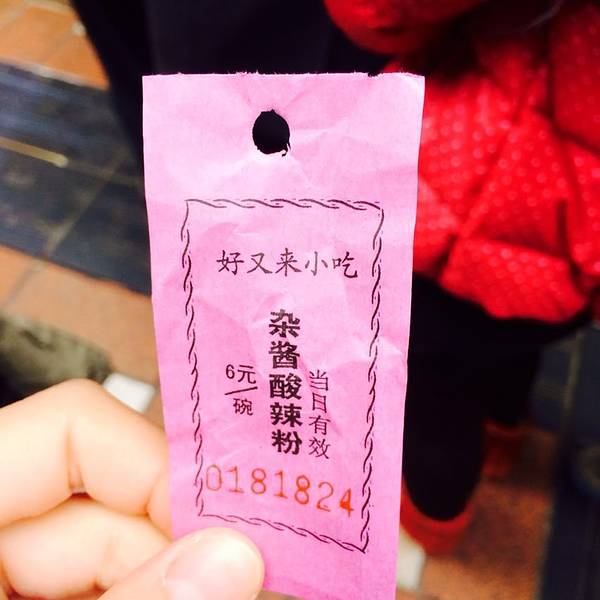 好又来小吃
杂酱酸辣粉
6元/碗
当日有效
0181824